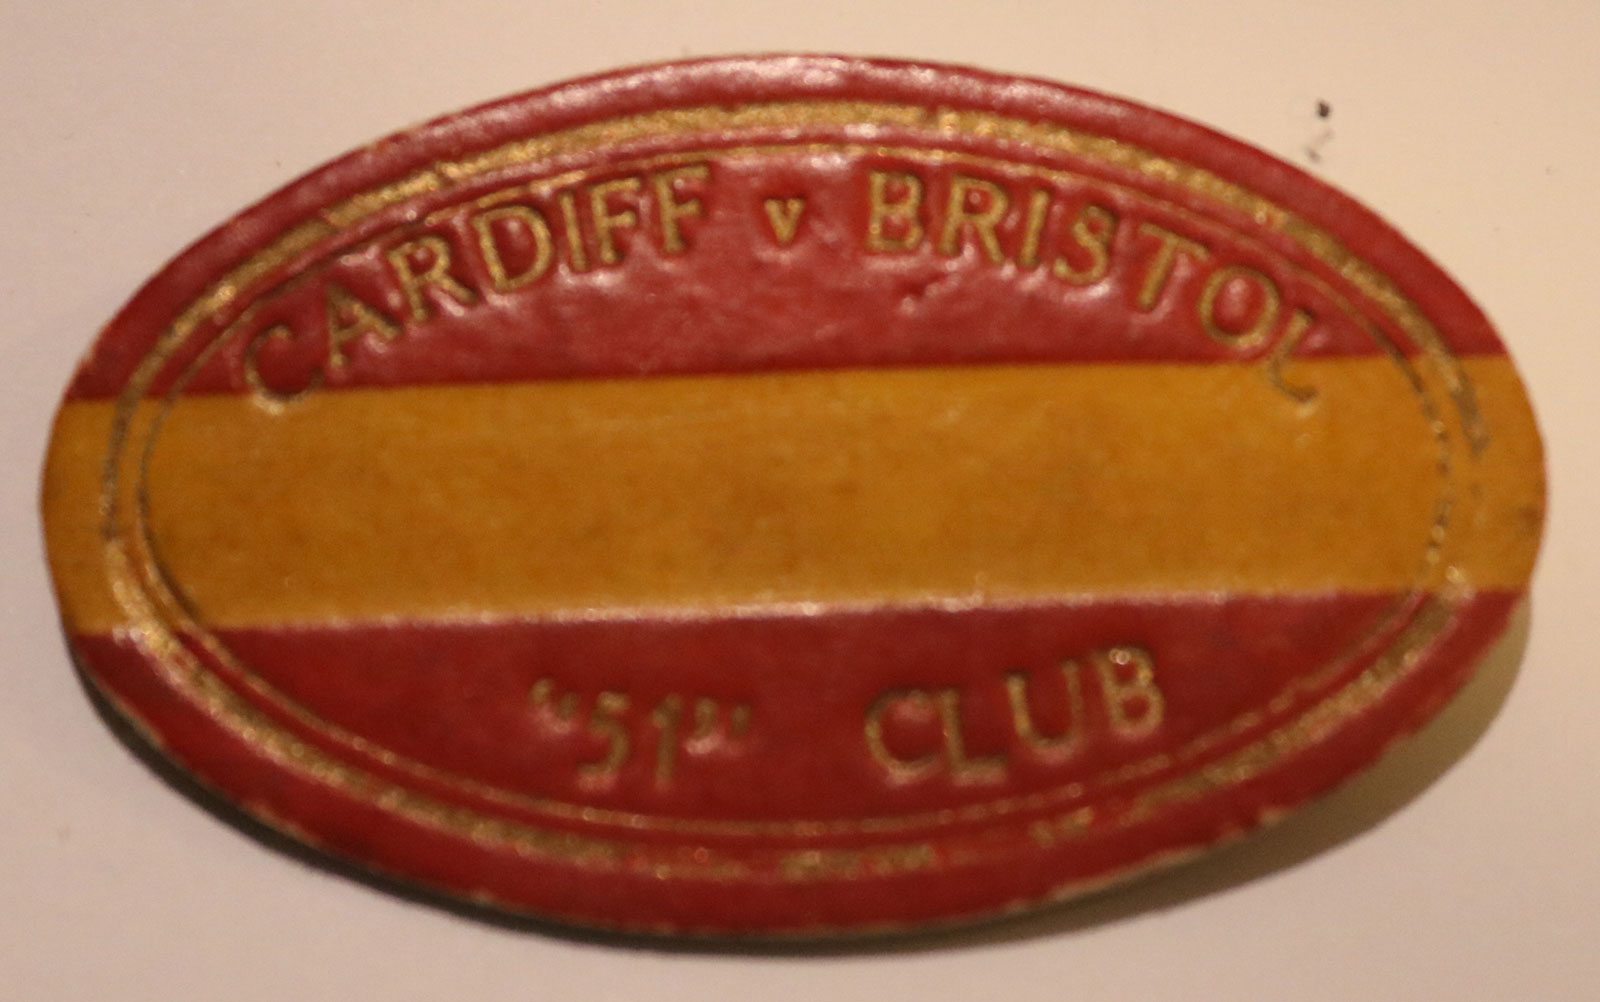 CARDIFF v BRISTOL
“51” CLUB